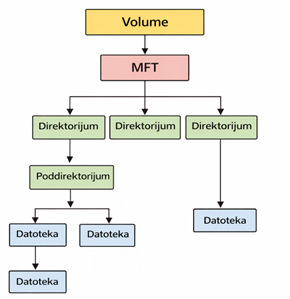 Volume
MFT
Direktorijum
Direktorijum
Direktorijum
Poddirektorijum
Datoteka
Datoteka
Datoteka
Datoteka